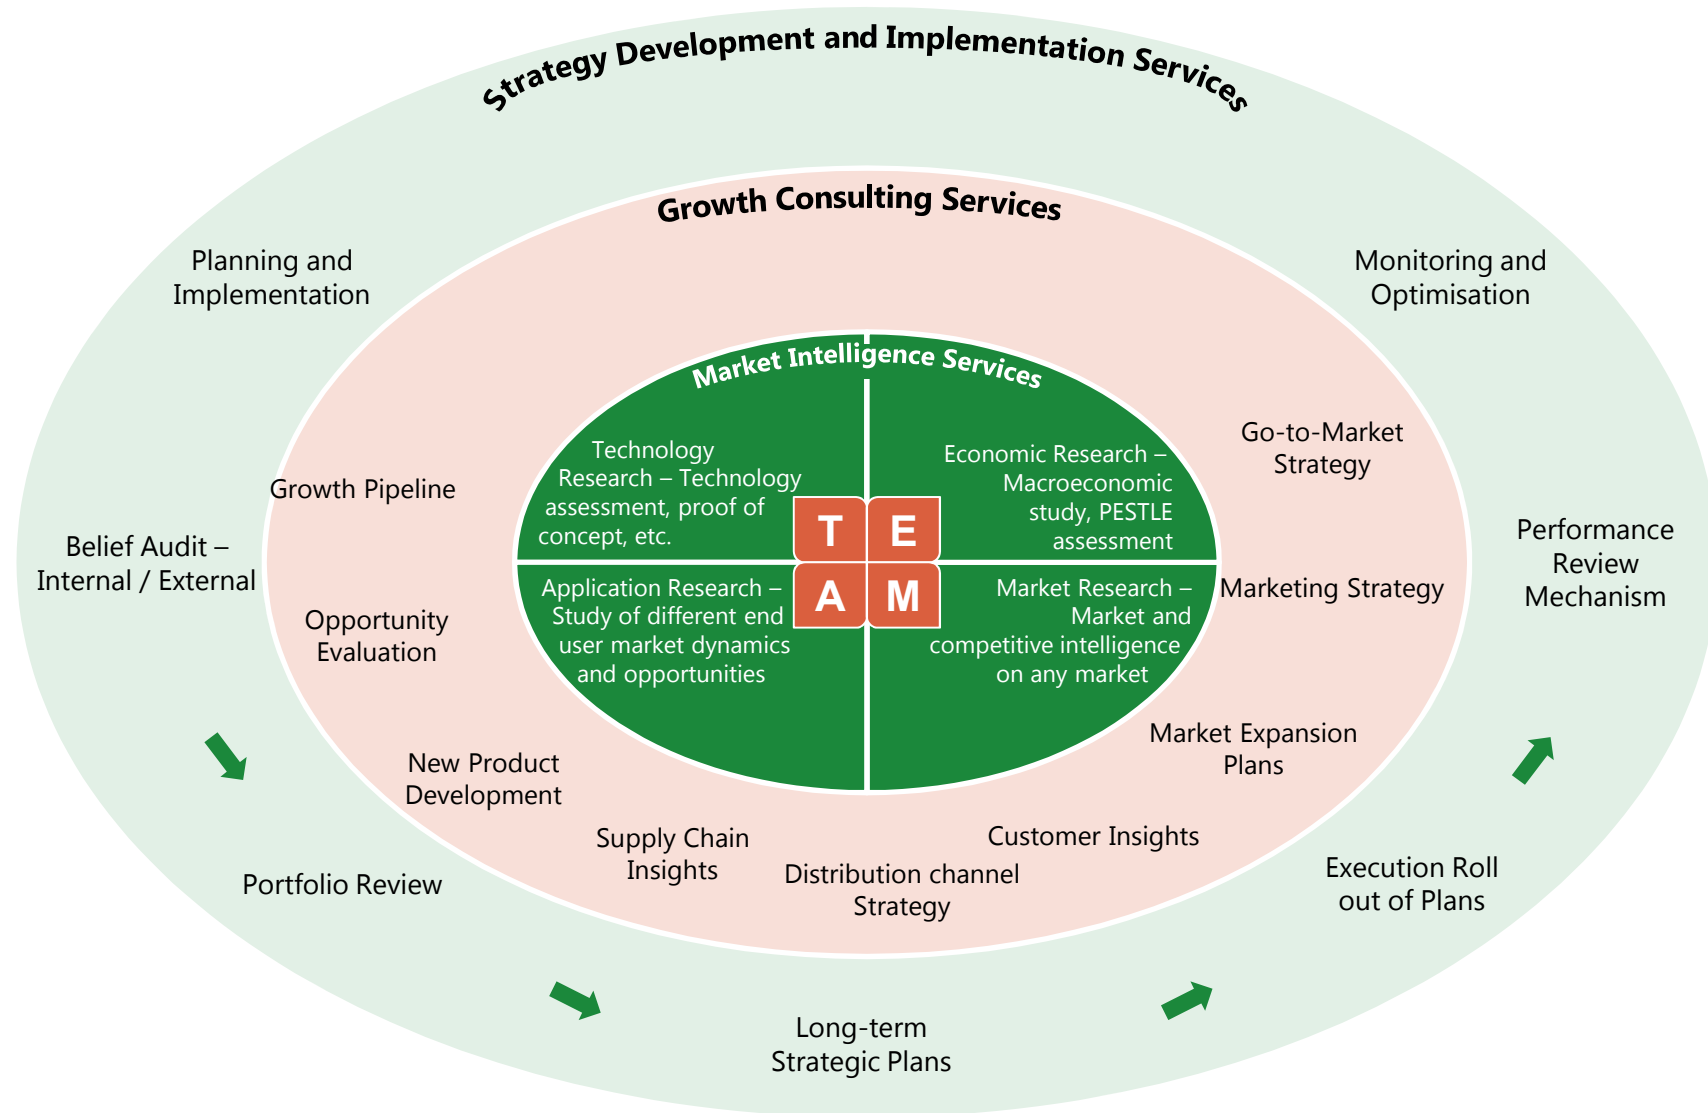 Strategy Development and Implementation Services
Growth Consulting Services
Planning and
Implementation
Monitoring and
Optimisation
Market Intelligence Services
Technology
Research – Technology
assessment, proof of
concept, etc.
Economic Research –
Macroeconomic
study, PESTLE
assessment
T
E
A
M
Application Research –
Study of different end
user market dynamics
and opportunities
Market Research –
Market and
competitive intelligence
on any market
Growth Pipeline
Opportunity
Evaluation
New Product
Development
Supply Chain
Insights
Distribution channel
Strategy
Customer Insights
Market Expansion
Plans
Marketing Strategy
Go-to-Market
Strategy
Belief Audit –
Internal / External
Portfolio Review
Long-term
Strategic Plans
Execution Roll
out of Plans
Performance
Review
Mechanism